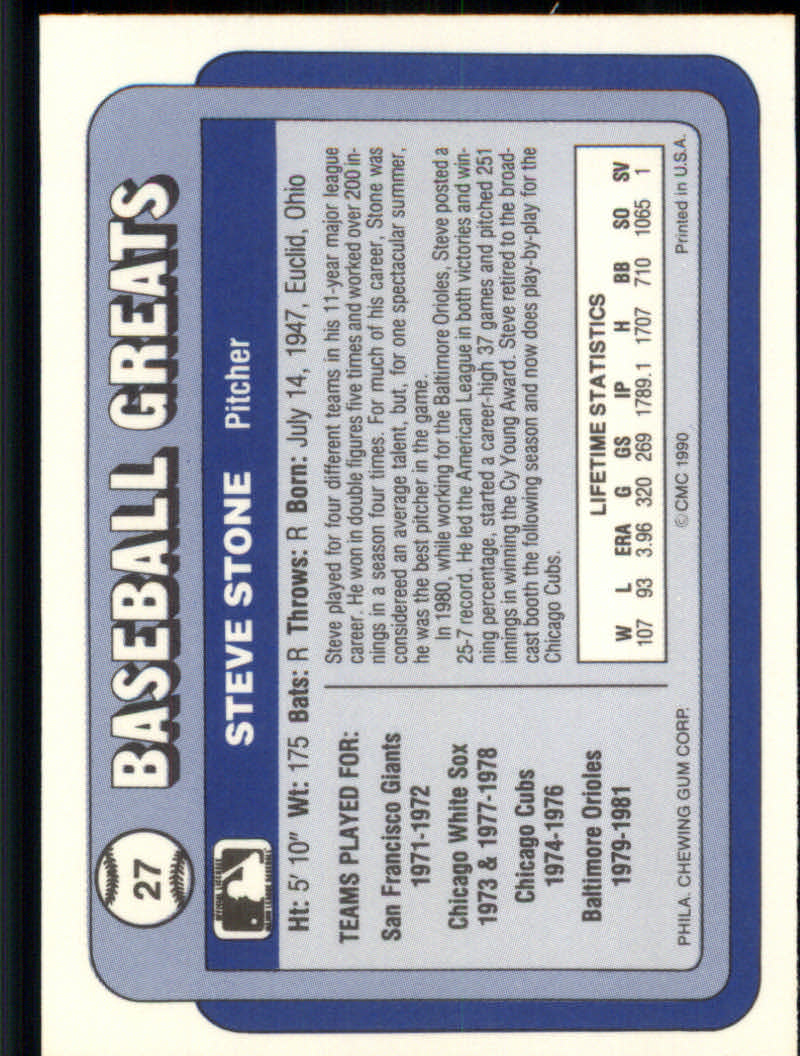 27
BASEBALL GREATS
STEVE STONE Pitcher
Ht: 5' 10" Wt: 175 Bats: R Throws: R Born: July 14, 1947, Euclid, Ohio
TEAMS PLAYED FOR:
San Francisco Giants
1971-1972
Chicago White Sox
1973 & 1977-1978
Chicago Cubs
1974-1976
Baltimore Orioles
1979-1981
Steve played for four different teams in his 11-year major league
career. He won in double figures five times and worked over 200 in-
nings in a season four times. For much of his career, Stone was
considereed an average talent, but, for one spectacular summer,
he was the best pitcher in the game.
In 1980, while working for the Baltimore Orioles, Steve posted a
25-7 record. He led the American League in both victories and win-
ning percentage, started a career-high 37 games and pitched 251
innings in winning the Cy Young Award. Steve retired to the broad-
cast booth the following season and now does play-by-play for the
Chicago Cubs.
LIFETIME STATISTICS
W L ERA G GS IP H BB SO SV
107 93 3.96 320 269 1789.1 1707 710 1065 1
PHILA. CHEWING GUM CORP. ©CMC 1990 Printed in U.S.A.